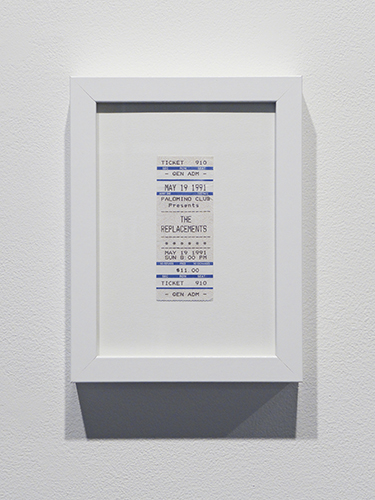 TICKET 910
- GEN ADM -
MAY 19 1991
PALOMINO CLUB
Presents
THE
REPLACEMENTS
* * * * * *
MAY 19 1991
SUN 8:00 PM
$11.00
TICKET 910
- GEN ADM -